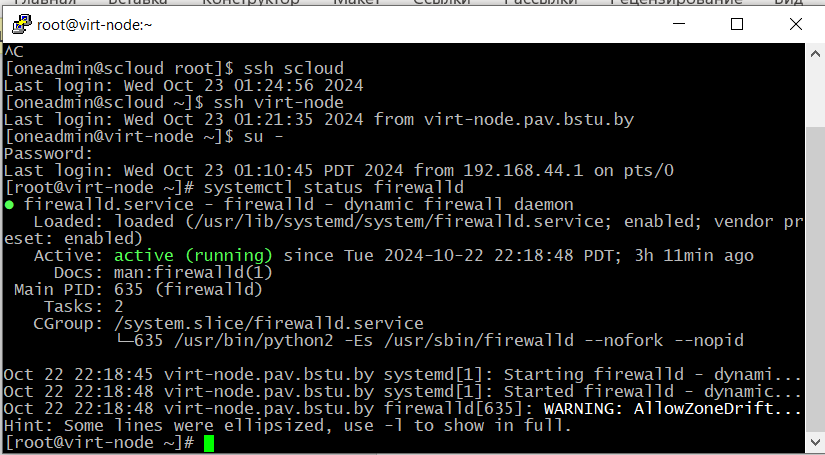 Главная Вставка Конструктор Макет Ссылки Рассылки Рецензирование Вид
root@virt-node:~
^C
[oneadmin@scloud root]$ ssh scloud
Last login: Wed Oct 23 01:24:56 2024
[oneadmin@scloud ~]$ ssh virt-node
Last login: Wed Oct 23 01:21:35 2024 from virt-node.pav.bstu.by
[oneadmin@virt-node ~]$ su -
Password:
Last login: Wed Oct 23 01:10:45 PDT 2024 from 192.168.44.1 on pts/0
[root@virt-node ~]# systemctl status firewalld
● firewalld.service - firewalld - dynamic firewall daemon
   Loaded: loaded (/usr/lib/systemd/system/firewalld.service; enabled; vendor pr
eset: enabled)
   Active: active (running) since Tue 2024-10-22 22:18:48 PDT; 3h 11min ago
     Docs: man:firewalld(1)
 Main PID: 635 (firewalld)
    Tasks: 2
   CGroup: /system.slice/firewalld.service
           └─635 /usr/bin/python2 -Es /usr/sbin/firewalld --nofork --nopid
Oct 22 22:18:45 virt-node.pav.bstu.by systemd[1]: Starting firewalld - dynami...
Oct 22 22:18:48 virt-node.pav.bstu.by systemd[1]: Started firewalld - dynamic...
Oct 22 22:18:48 virt-node.pav.bstu.by firewalld[635]: WARNING: AllowZoneDrift...
Hint: Some lines were ellipsized, use -l to show in full.
[root@virt-node ~]#